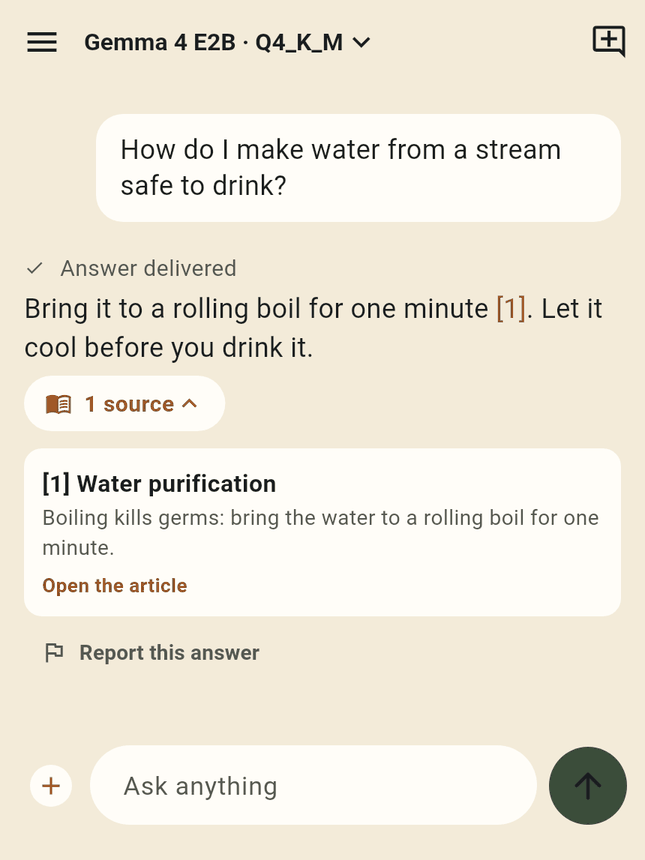 Gemma 4 E2B · Q4_K_M
How do I make water from a stream
safe to drink?
Answer delivered
Bring it to a rolling boil for one minute [1]. Let it
cool before you drink it.
1 source
[1] Water purification
Boiling kills germs: bring the water to a rolling boil for one
minute.
Open the article
Report this answer
Ask anything